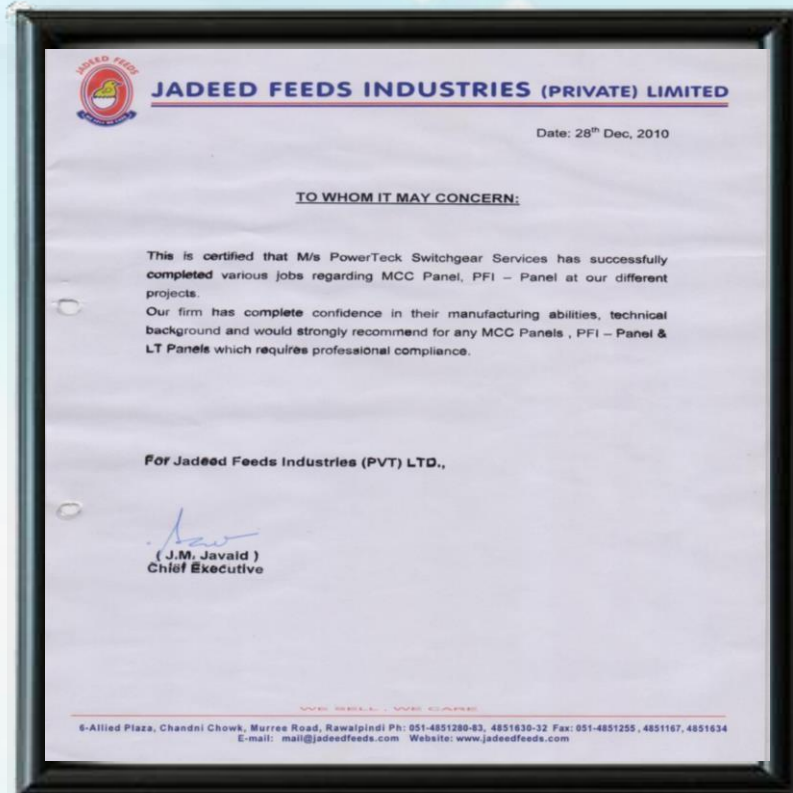 JADEED FEEDS
JADEED FEEDS INDUSTRIES (PRIVATE) LIMITED
Date: 28th Dec, 2010
TO WHOM IT MAY CONCERN:
This is certified that M/s PowerTeck Switchgear Services has successfully
completed various jobs regarding MCC Panel, PFI – Panel at our different
projects.
Our firm has complete confidence in their manufacturing abilities, technical
background and would strongly recommend for any MCC Panels , PFI – Panel &
LT Panels which requires professional compliance.
For Jadeed Feeds Industries (PVT) LTD.,
( J.M. Javaid )
Chief Executive
WE SELL . WE CARE
6-Allied Plaza, Chandni Chowk, Murree Road, Rawalpindi Ph: 051-4851280-83, 4851630-32 Fax: 051-4851255 , 4851167, 4851634
E-mail: mail@jadeedfeeds.com Website: www.jadeedfeeds.com